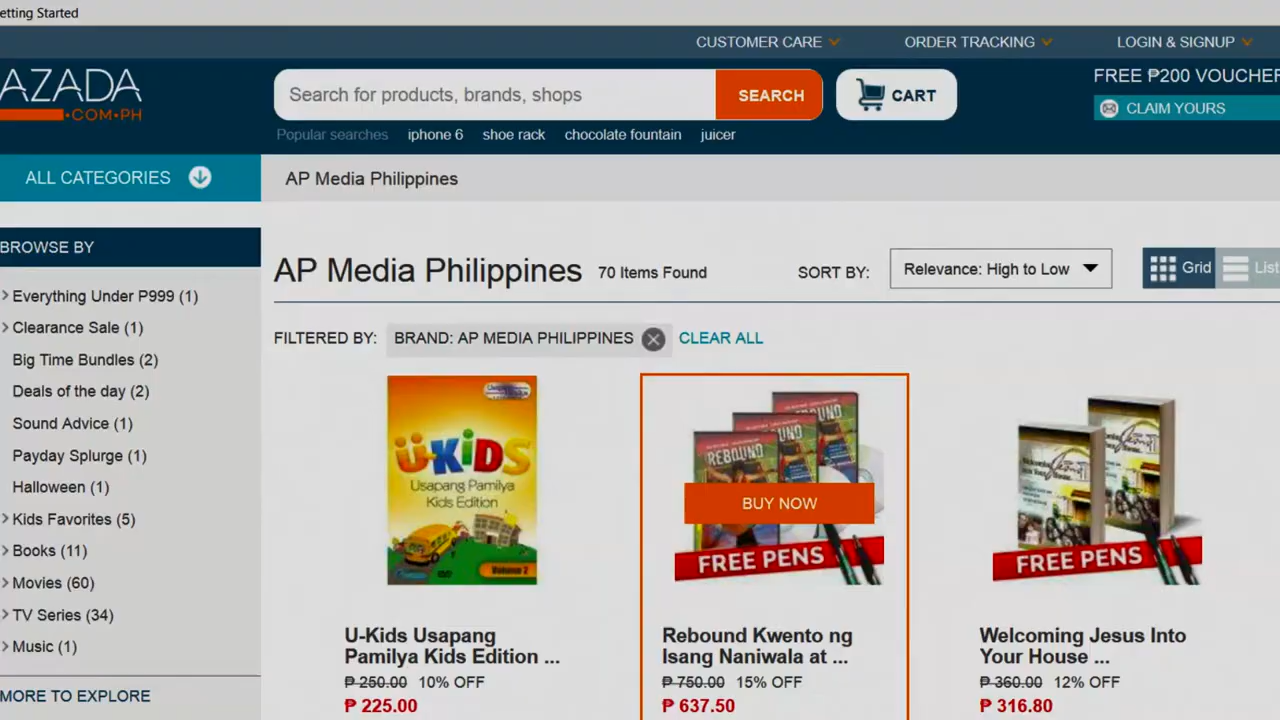 etting Started
CUSTOMER CARE ORDER TRACKING LOGIN & SIGNUP
AZADA
•COM•PH
Search for products, brands, shops SEARCH CART
FREE ₱200 VOUCHER
CLAIM YOURS
Popular searches iphone 6 shoe rack chocolate fountain juicer
ALL CATEGORIES
AP Media Philippines
BROWSE BY
Everything Under P999 (1)
Clearance Sale (1)
Big Time Bundles (2)
Deals of the day (2)
Sound Advice (1)
Payday Splurge (1)
Halloween (1)
Kids Favorites (5)
Books (11)
Movies (60)
TV Series (34)
Music (1)
MORE TO EXPLORE
AP Media Philippines 70 Items Found SORT BY: Relevance: High to Low Grid List
FILTERED BY: BRAND: AP MEDIA PHILIPPINES CLEAR ALL
U-KiDS
Usapang Pamilya
Kids Edition
Volume 2
U-Kids Usapang
Pamilya Kids Edition ...
₱ 250.00 10% OFF
₱ 225.00
REBOUND
BUY NOW
FREE PENS
Rebound Kwento ng
Isang Naniwala at ...
₱ 750.00 15% OFF
₱ 637.50
FREE PENS
Welcoming Jesus Into
Your House ...
₱ 360.00 12% OFF
₱ 316.80